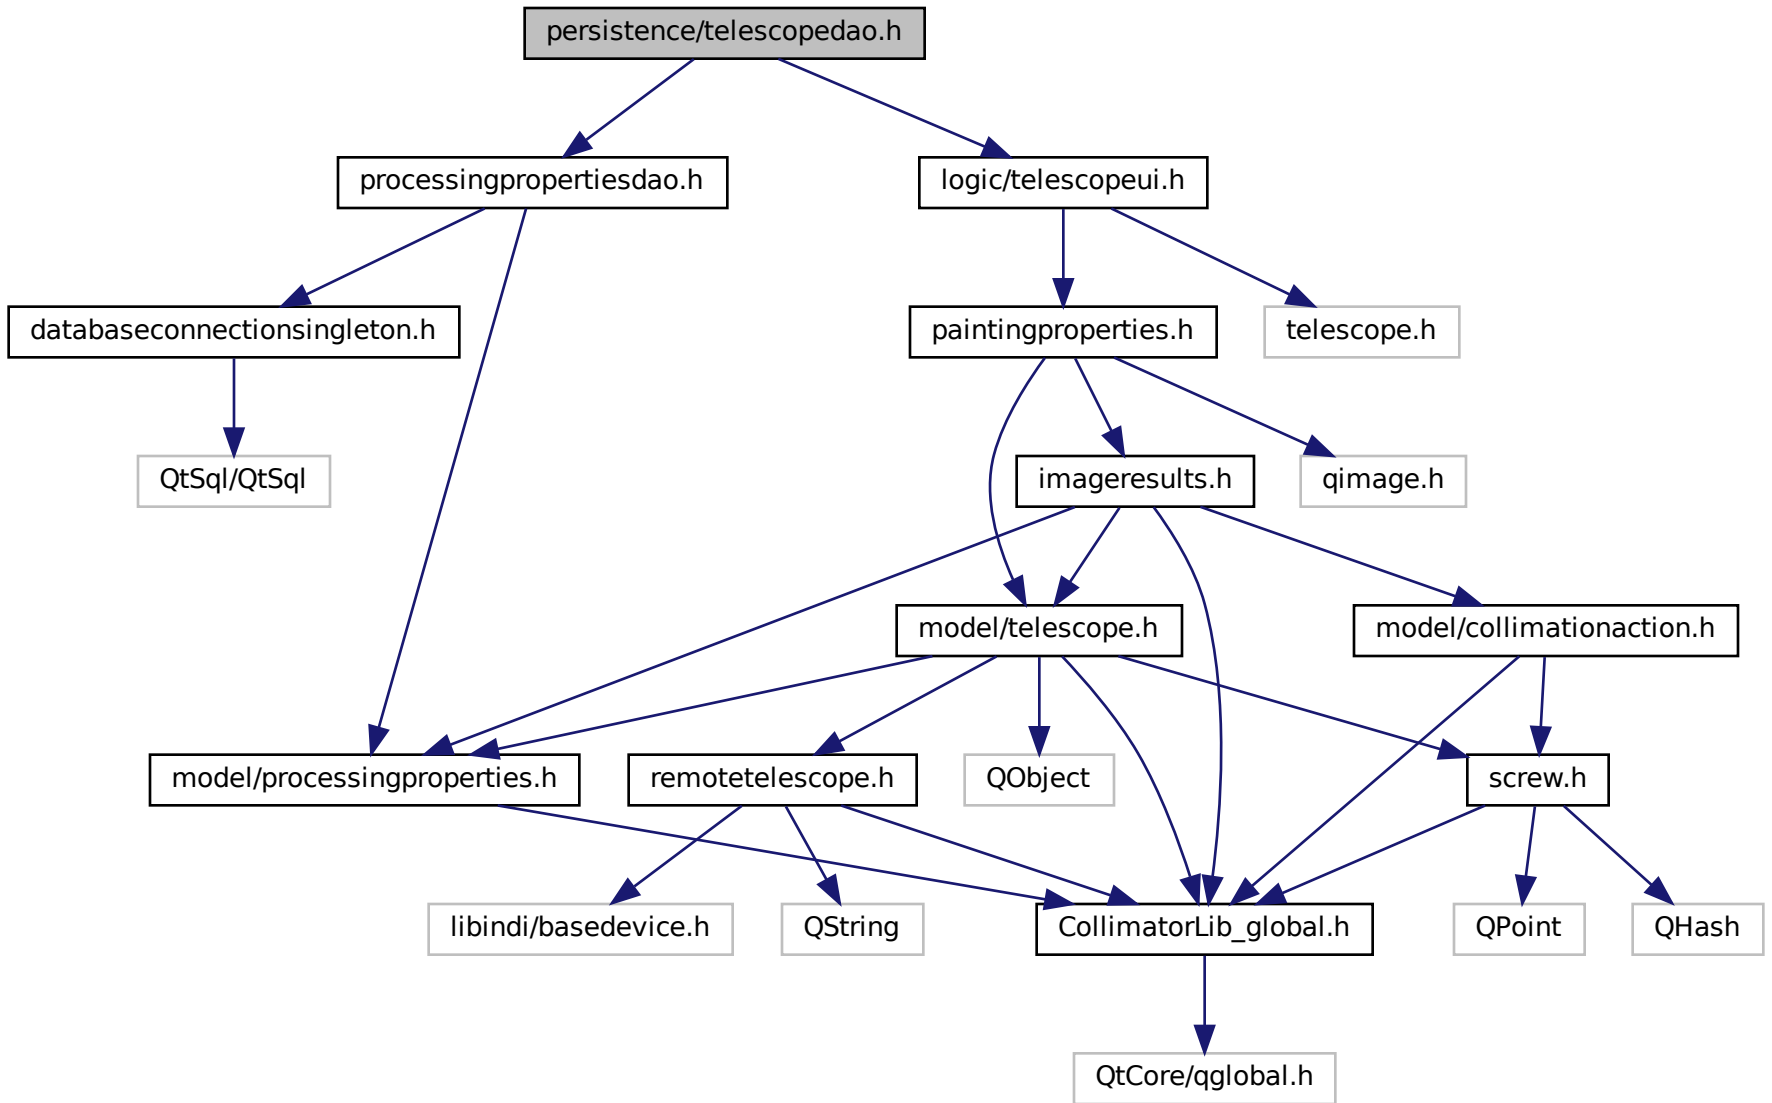 persistence/telescopedao.h
processingpropertiesdao.h
logic/telescopeui.h
databaseconnectionsingleton.h
paintingproperties.h
telescope.h
QtSql/QtSql
imageresults.h
qimage.h
model/telescope.h
model/collimationaction.h
model/processingproperties.h
remotetelescope.h
QObject
screw.h
libindi/basedevice.h
QString
CollimatorLib_global.h
QPoint
QHash
QtCore/qglobal.h